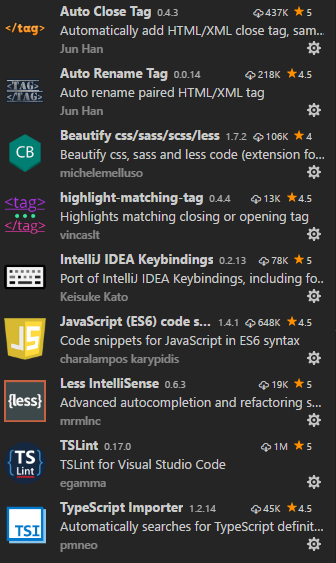 Auto Close Tag 0.4.3 437K 5
</tag>
Automatically add HTML/XML close tag, sam...
Jun Han
Auto Rename Tag 0.0.14 218K 4.5
<TAG>
</TAG>
Auto rename paired HTML/XML tag
Jun Han
Beautify css/sass/scss/less 1.7.2 106K 4
CB
Beautify css, sass and less code (extension fo...
michelemelluso
highlight-matching-tag 0.4.4 13K 4.5
<tag>
</tag>
Highlights matching closing or opening tag
vincaslt
IntelliJ IDEA Keybindings 0.2.13 78K 5
Port of IntelliJ IDEA Keybindings, including fo...
Keisuke Kato
JavaScript (ES6) code s... 1.4.1 648K 4.5
JS
Code snippets for JavaScript in ES6 syntax
charalampos karypidis
Less IntelliSense 0.6.3 19K 5
{less}
Advanced autocompletion and refactoring s...
mrmlnc
TSLint 0.17.0 1M 5
TS
Lint
TSLint for Visual Studio Code
egamma
TypeScript Importer 1.2.14 45K 4.5
TSI
Automatically searches for TypeScript definit...
pmneo